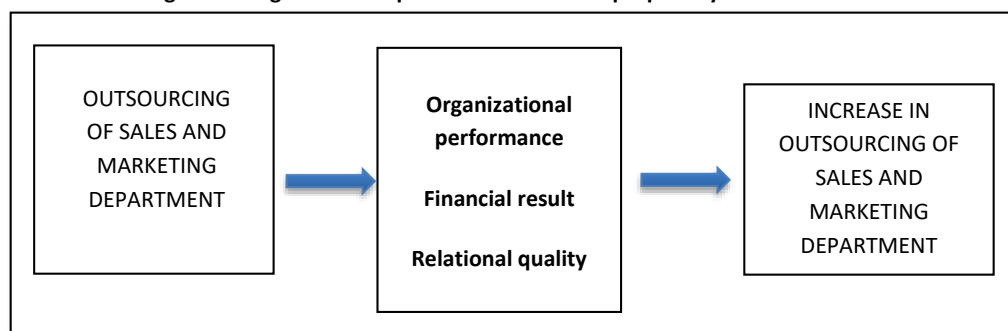 OUTSOURCING
OF SALES AND
MARKETING
DEPARTMENT
Organizational
performance
Financial result
Relational quality
INCREASE IN
OUTSOURCING OF
SALES AND
MARKETING
DEPARTMENT